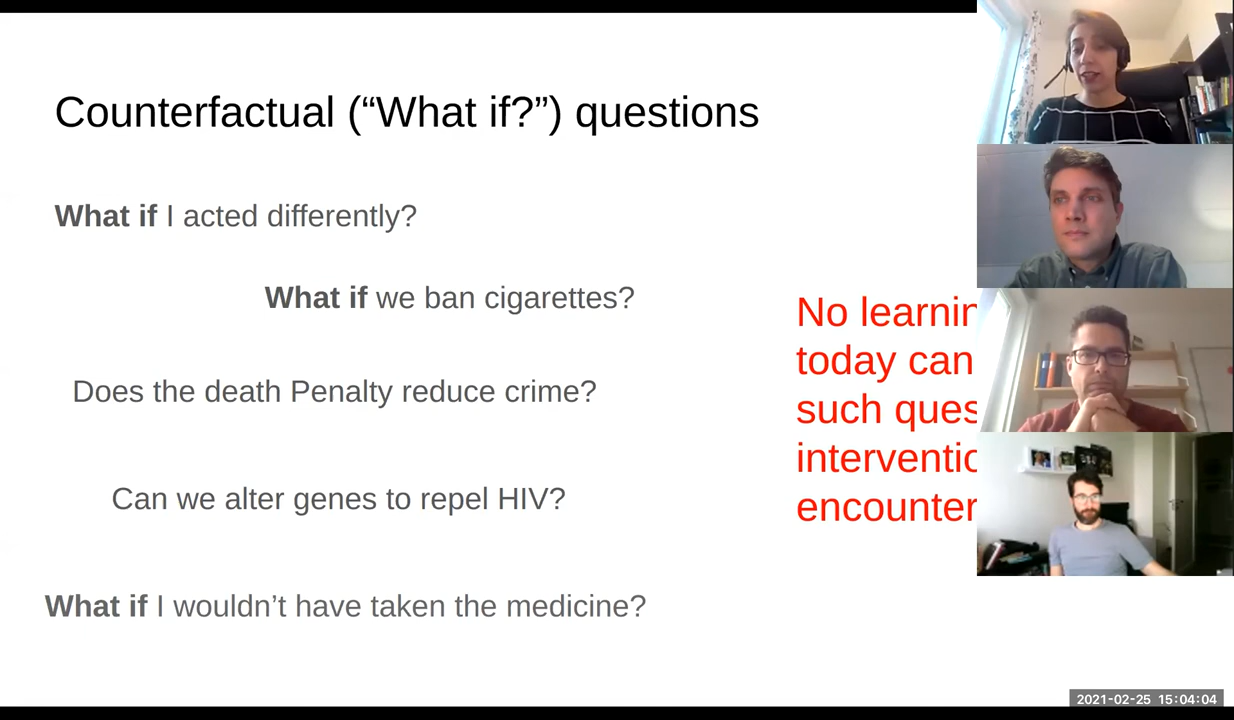 Counterfactual (“What if?”) questions
What if I acted differently?
What if we ban cigarettes?
Does the death Penalty reduce crime?
Can we alter genes to repel HIV?
What if I wouldn’t have taken the medicine?
No
today can
such
2021-02-25 15:04:04